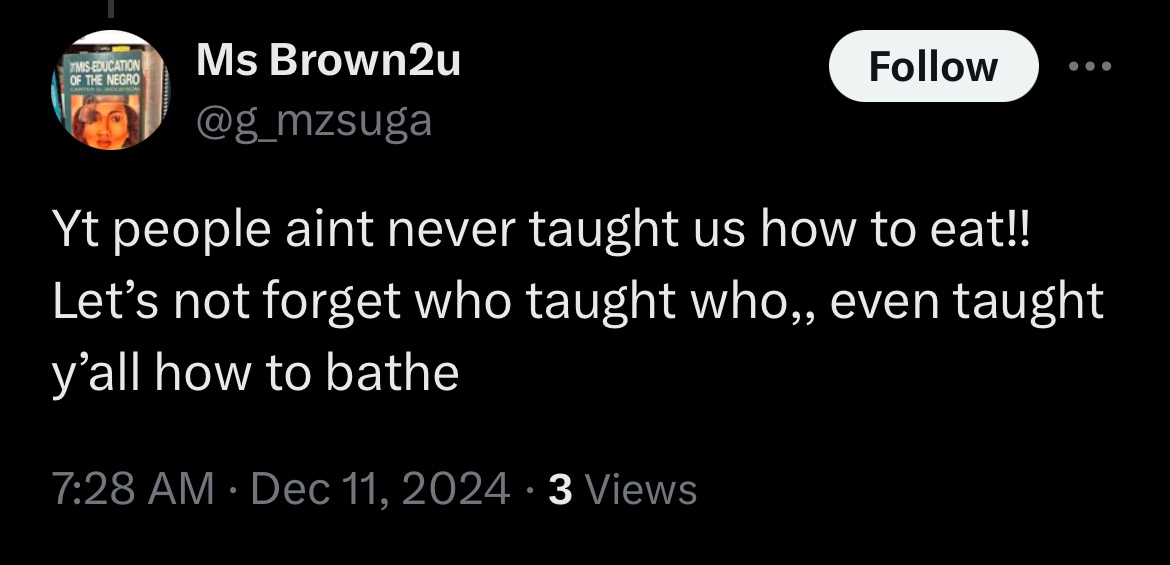 THE MIS-EDUCATION
OF THE NEGRO
CARTER G. WOODSON
Ms Brown2u
@g_mzsuga
Follow
Yt people aint never taught us how to eat!!
Let’s not forget who taught who,, even taught
y’all how to bathe
7:28 AM · Dec 11, 2024 · 3 Views